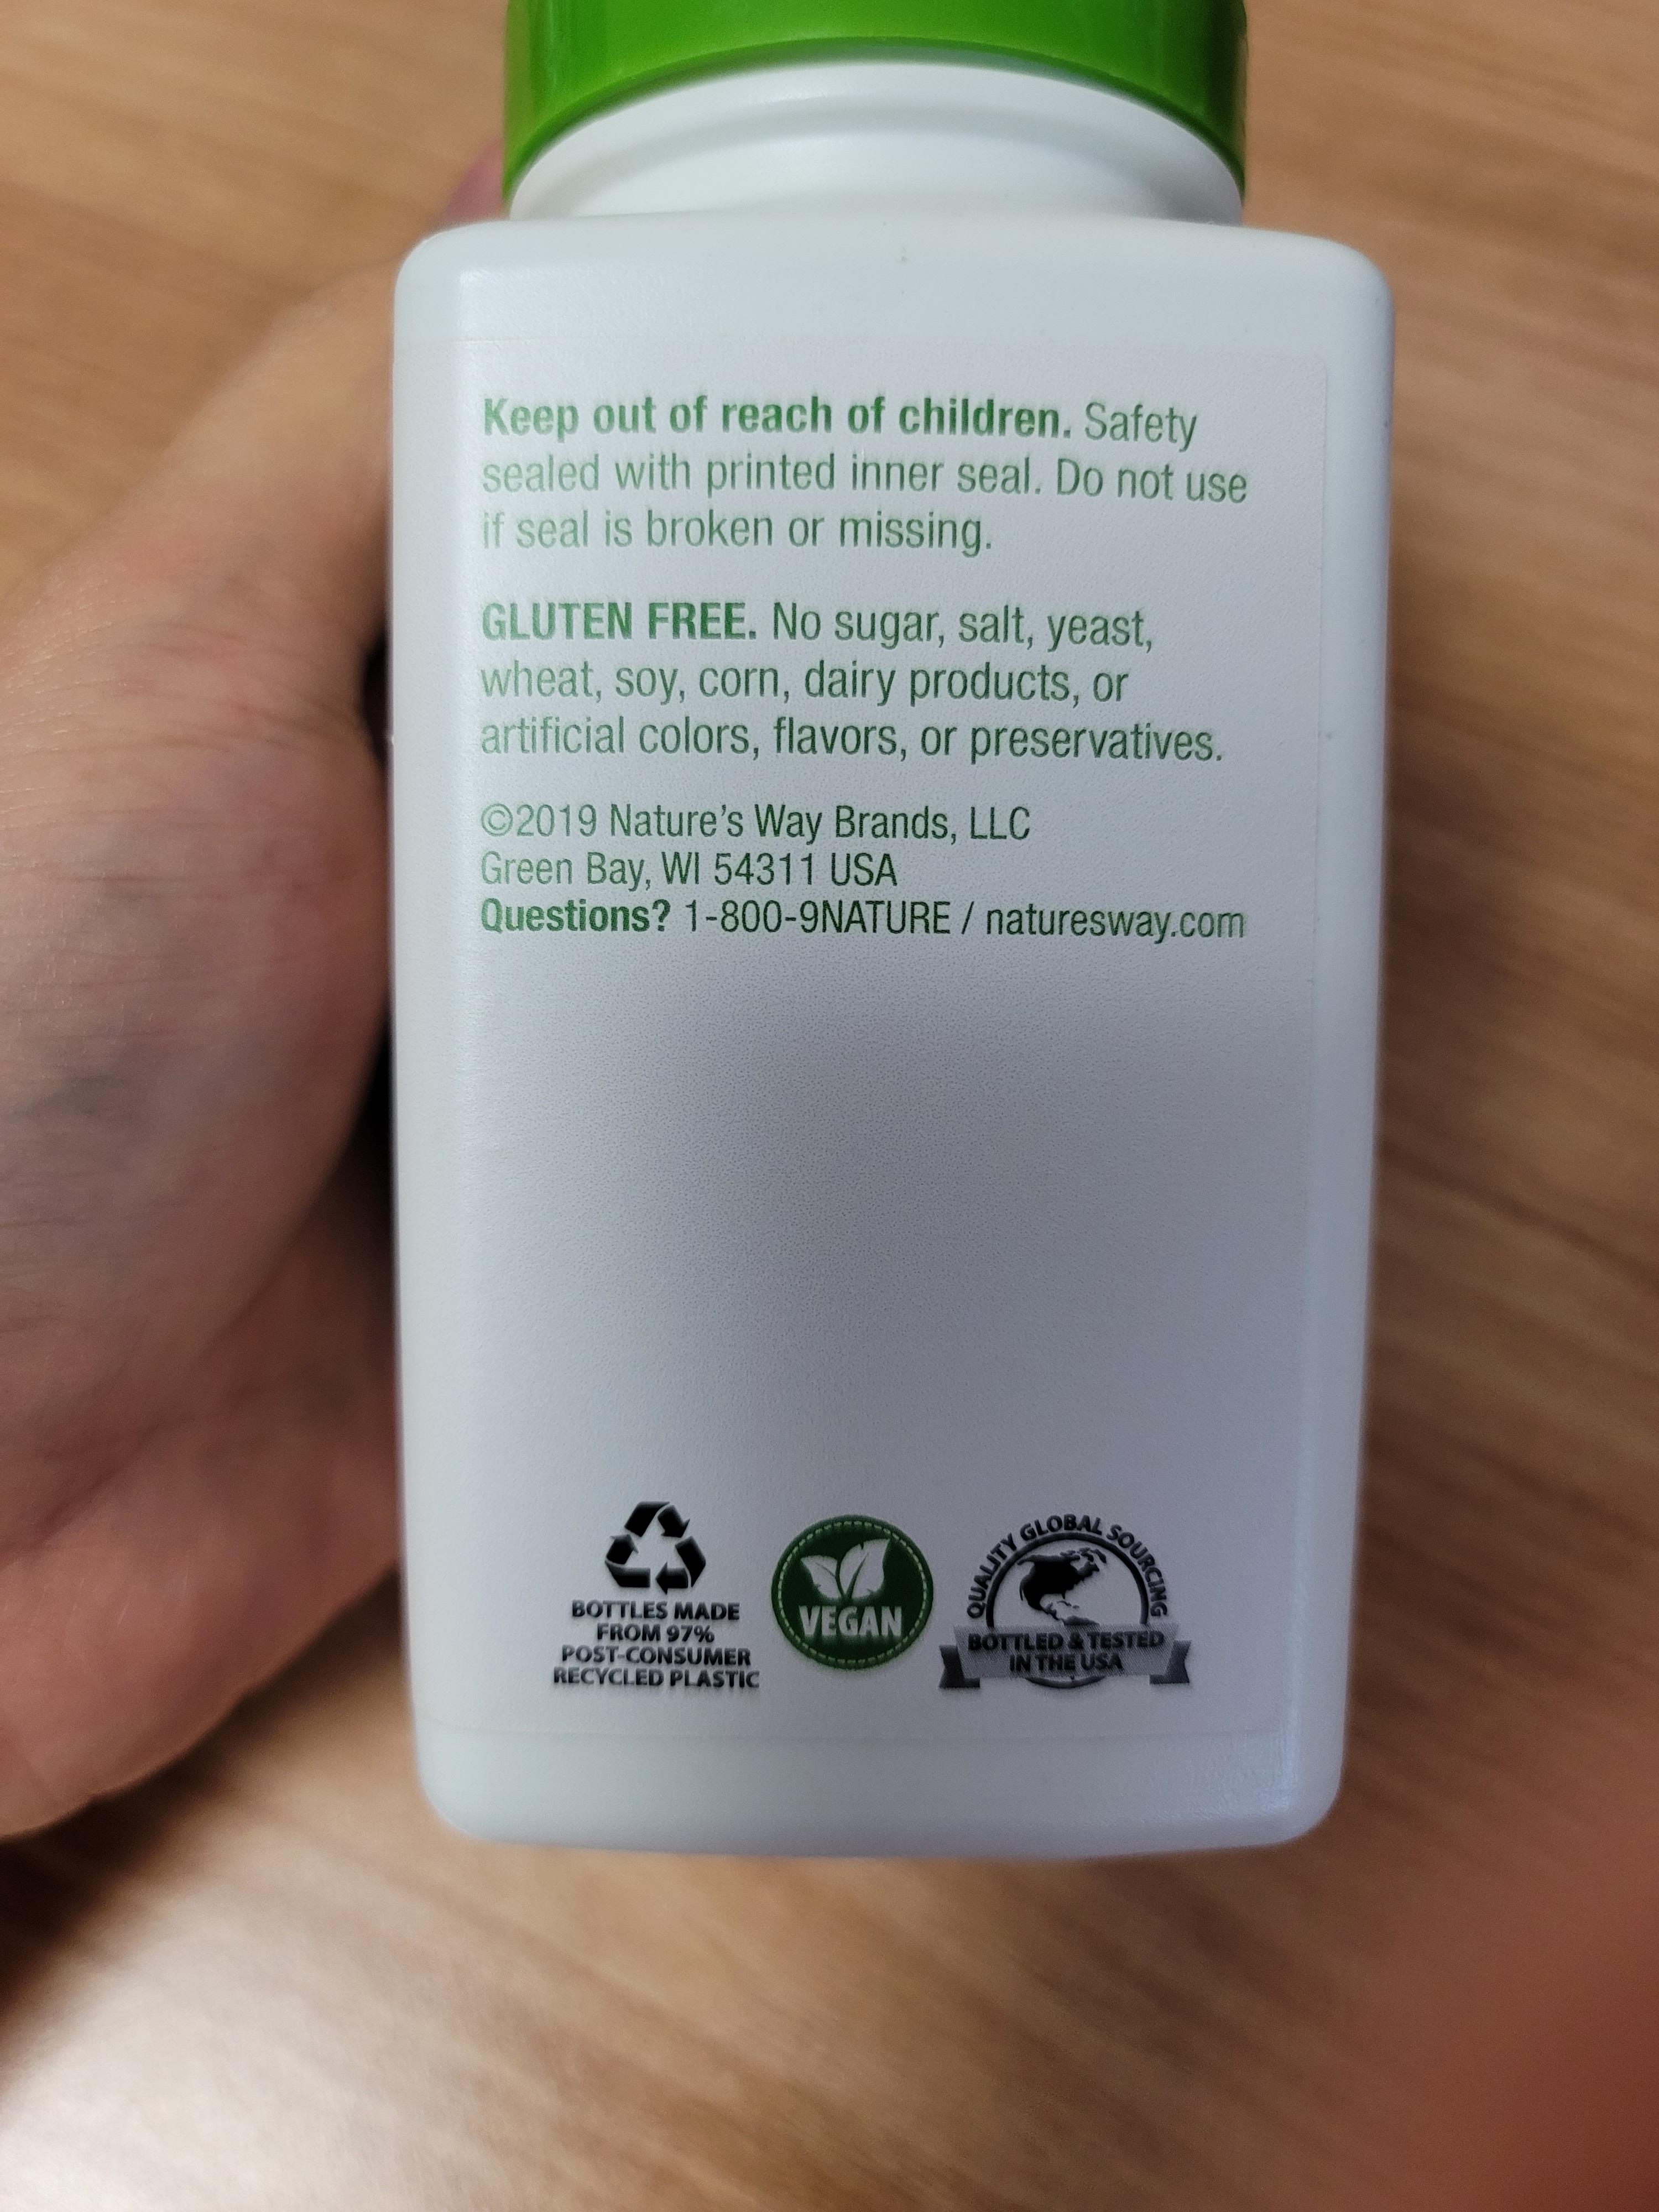 Keep out of reach of children. Safety
sealed with printed inner seal. Do not use
if seal is broken or missing.
GLUTEN FREE. No sugar, salt, yeast,
wheat, soy, corn, dairy products, or
artificial colors, flavors, or preservatives.
©2019 Nature's Way Brands, LLC
Green Bay, WI 54311 USA
Questions? 1-800-9NATURE / naturesway.com
BOTTLES MADE
FROM 97%
POST-CONSUMER
RECYCLED PLASTIC
VEGAN
QUALITY GLOBAL SOURCING
BOTTLED & TESTED
IN THE USA